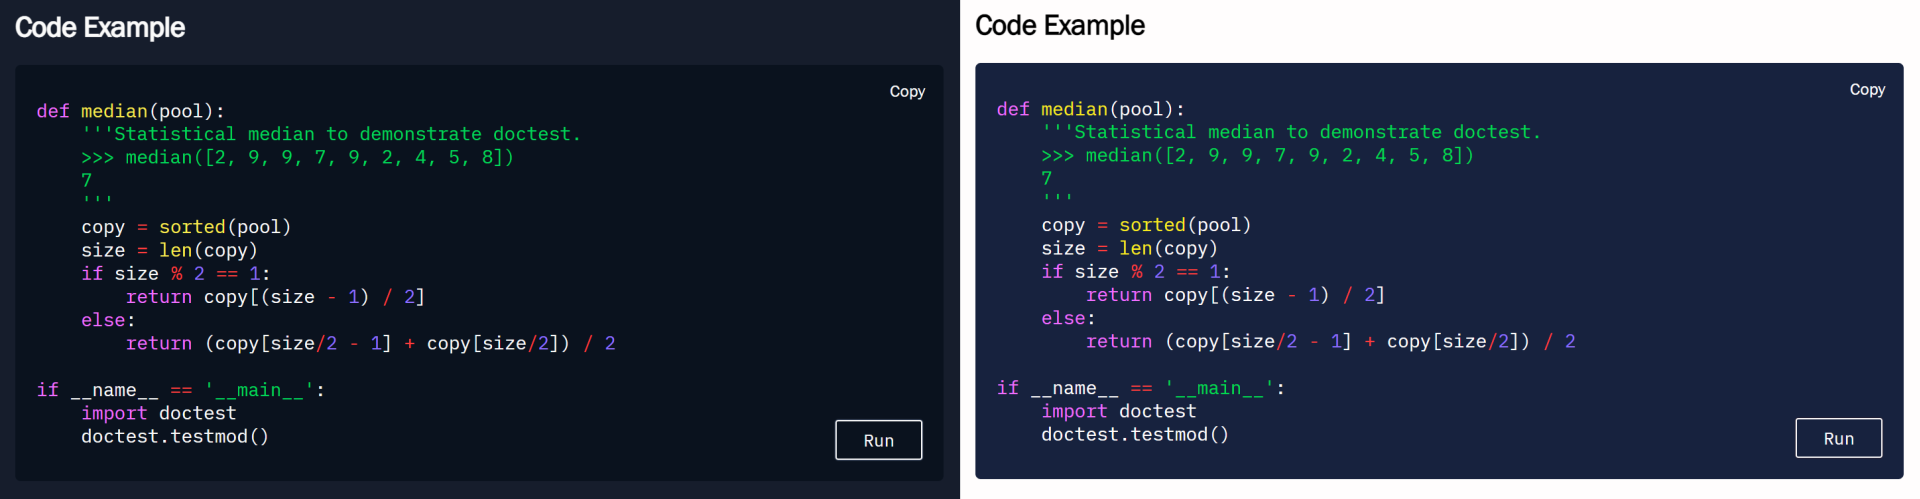 Code Example
Copy
def median(pool):
    '''Statistical median to demonstrate doctest.
    >>> median([2, 9, 9, 7, 9, 2, 4, 5, 8])
    7
    '''
    copy = sorted(pool)
    size = len(copy)
    if size % 2 == 1:
        return copy[(size - 1) / 2]
    else:
        return (copy[size/2 - 1] + copy[size/2]) / 2

if __name__ == '__main__':
    import doctest
    doctest.testmod()
Run
Code Example
Copy
def median(pool):
    '''Statistical median to demonstrate doctest.
    >>> median([2, 9, 9, 7, 9, 2, 4, 5, 8])
    7
    '''
    copy = sorted(pool)
    size = len(copy)
    if size % 2 == 1:
        return copy[(size - 1) / 2]
    else:
        return (copy[size/2 - 1] + copy[size/2]) / 2

if __name__ == '__main__':
    import doctest
    doctest.testmod()
Run